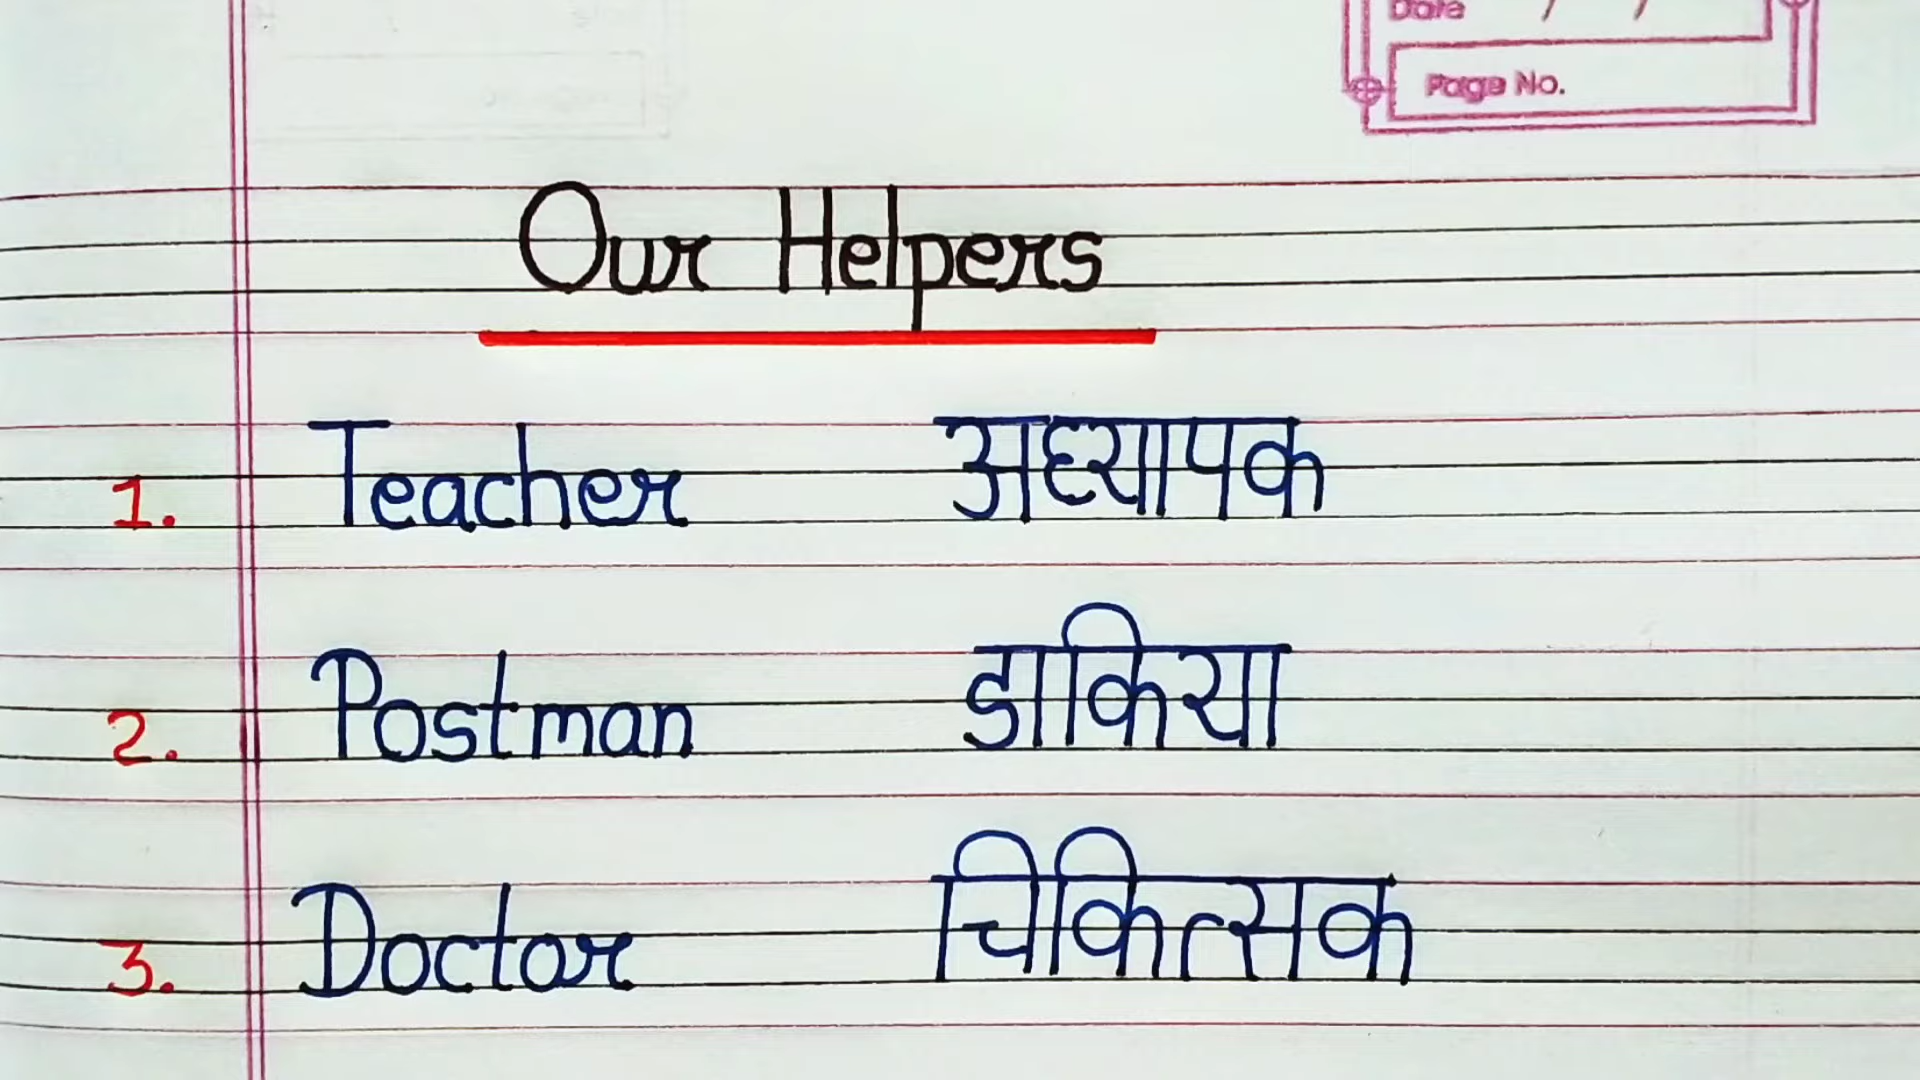 Date / /
Page No.
Our Helpers
1. Teacher अध्यापक
2. Postman डाकिया
3. Doctor चिकित्सक